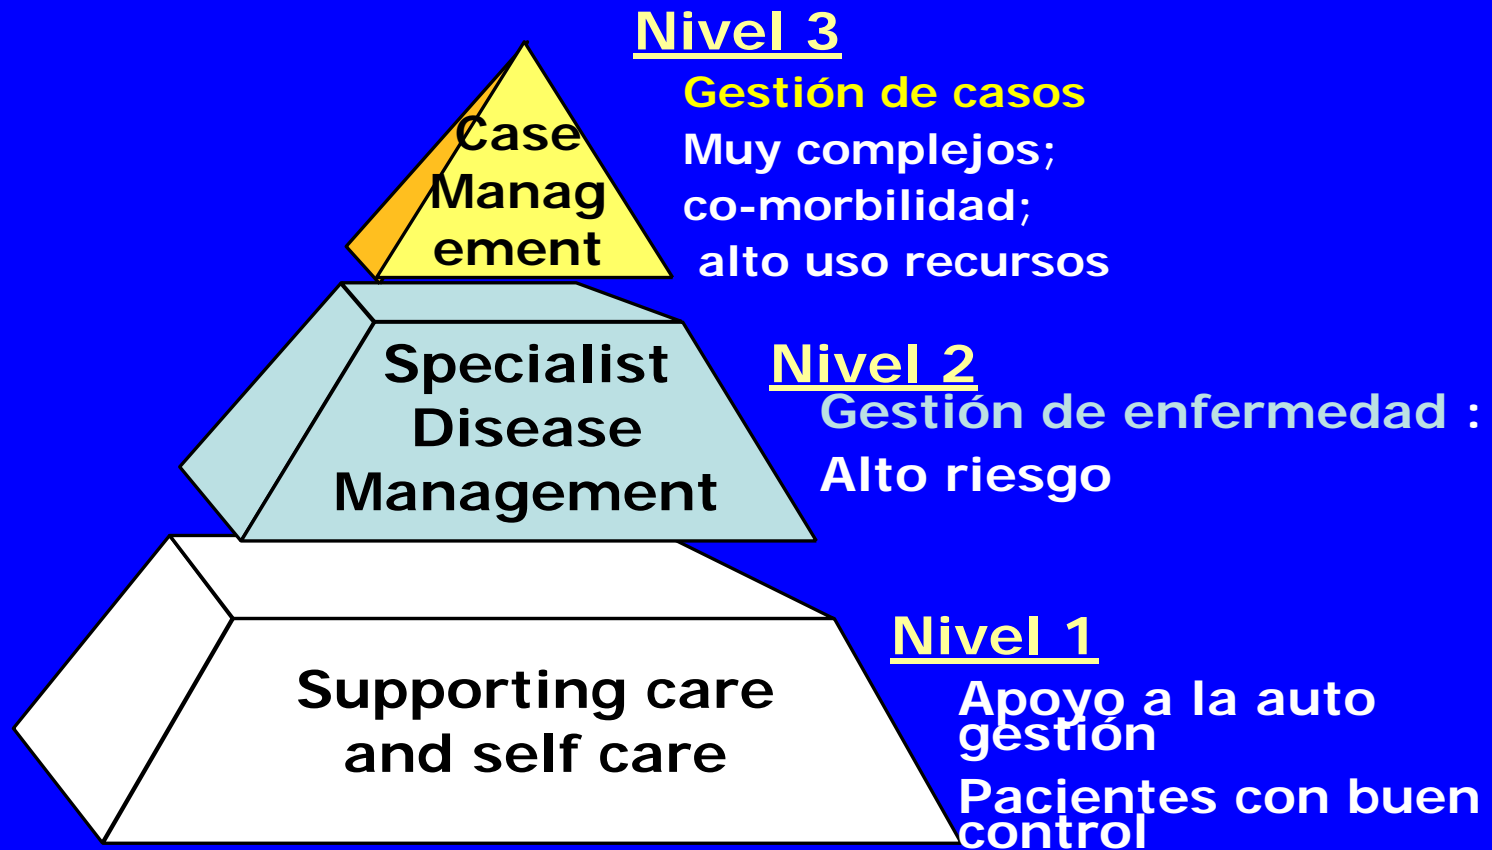 Nivel 3
Gestión de casos
Muy complejos;
co-morbilidad;
alto uso recursos
Case
Manag
ement
Nivel 2
Gestión de enfermedad :
Alto riesgo
Specialist
Disease
Management
Nivel 1
Apoyo a la auto
gestión
Pacientes con buen
control
Supporting care
and self care